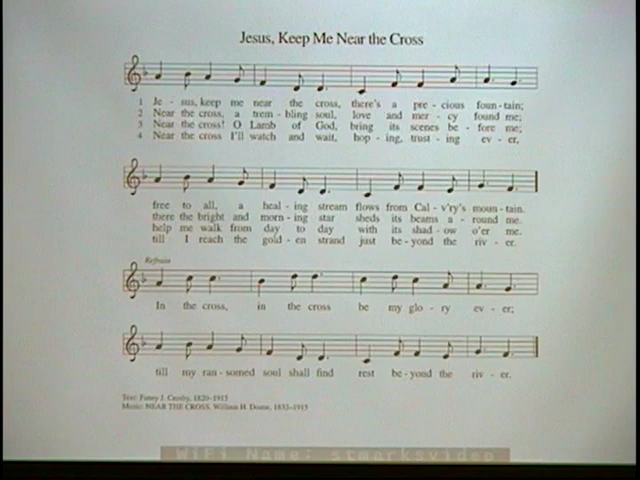 Jesus, Keep Me Near the Cross
1 Je - sus, keep me near the cross, there's a pre - cious foun - tain;
2 Near the cross, a trem - bling soul, love and mer - cy found me;
3 Near the cross! O Lamb of God, bring its scenes be - fore me;
4 Near the cross I'll watch and wait, hop - ing, trust - ing ev - er,
free to all, a heal - ing stream flows from Cal - v'ry's moun - tain.
there the bright and morn - ing star sheds its beams a - round me.
help me walk from day to day with its shad - ow o'er me.
till I reach the gold - en strand just be - yond the riv - er.
Refrain
In the cross, in the cross be my glo - ry ev - er;
till my ran - somed soul shall find rest be - yond the riv - er.
Text: Fanny J. Crosby, 1820–1915
Music: NEAR THE CROSS, William H. Doane, 1832–1915
WiFi Name: stmarksvideo